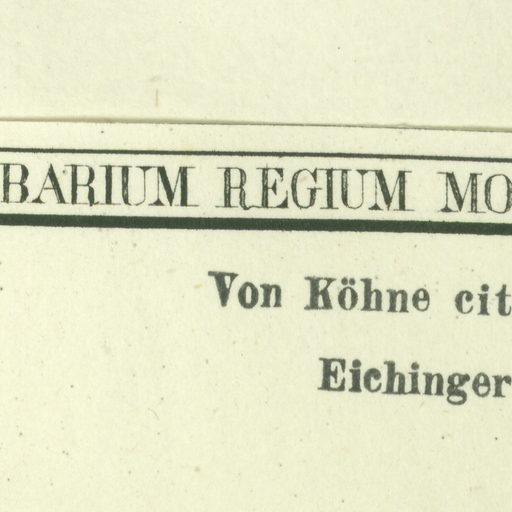 BARIUM REGIUM MO
Von Köhne cit
Eichinger